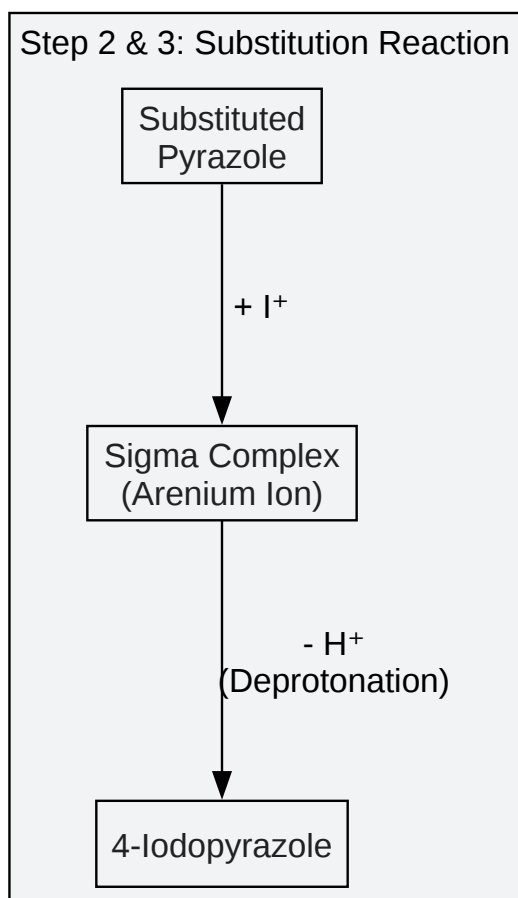 Step 2 & 3: Substitution Reaction
Substituted
Pyrazole
+ I⁺
Sigma Complex
(Arenium Ion)
- H⁺
(Deprotonation)
4-Iodopyrazole